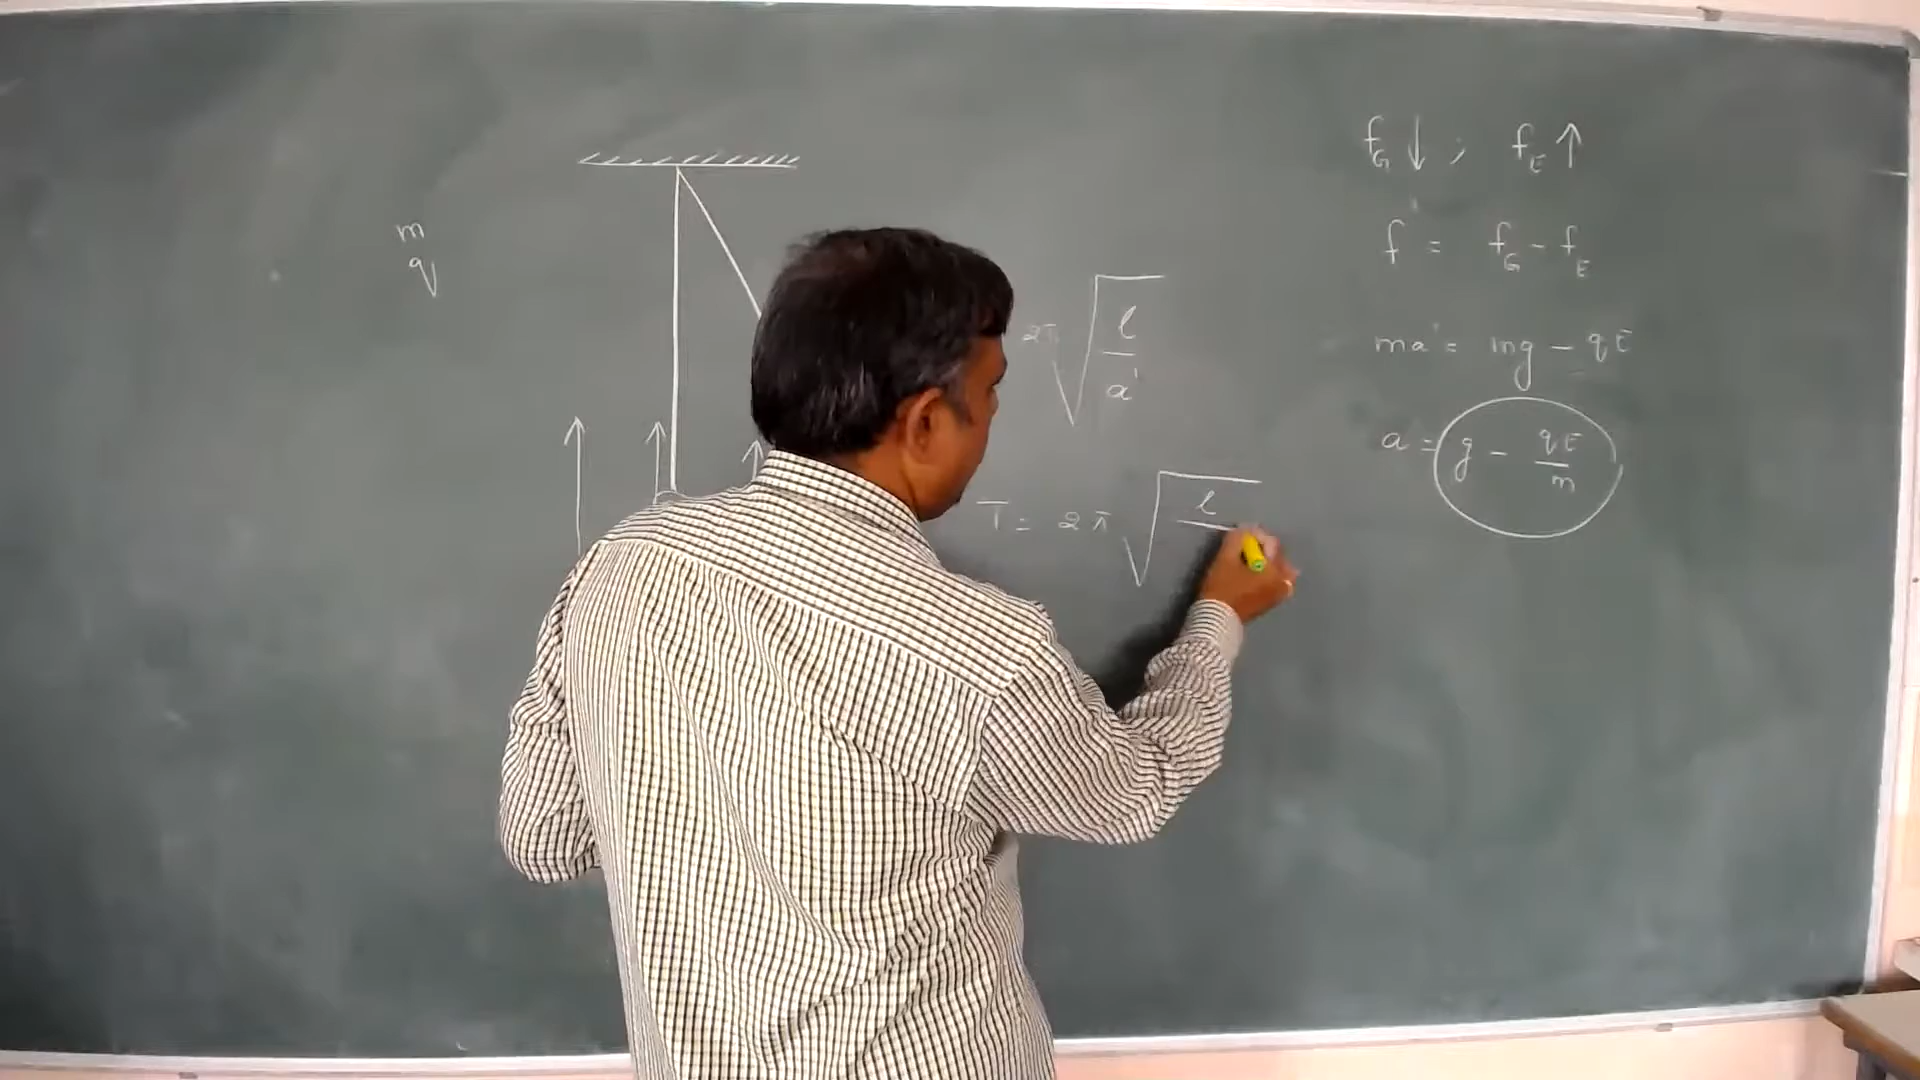 m
q
2π √(l/a')
T = 2π √(l/
f_G ↓ ; f_E ↑
f' = f_G - f_E
ma' = mg - qE
a = g - qE/m